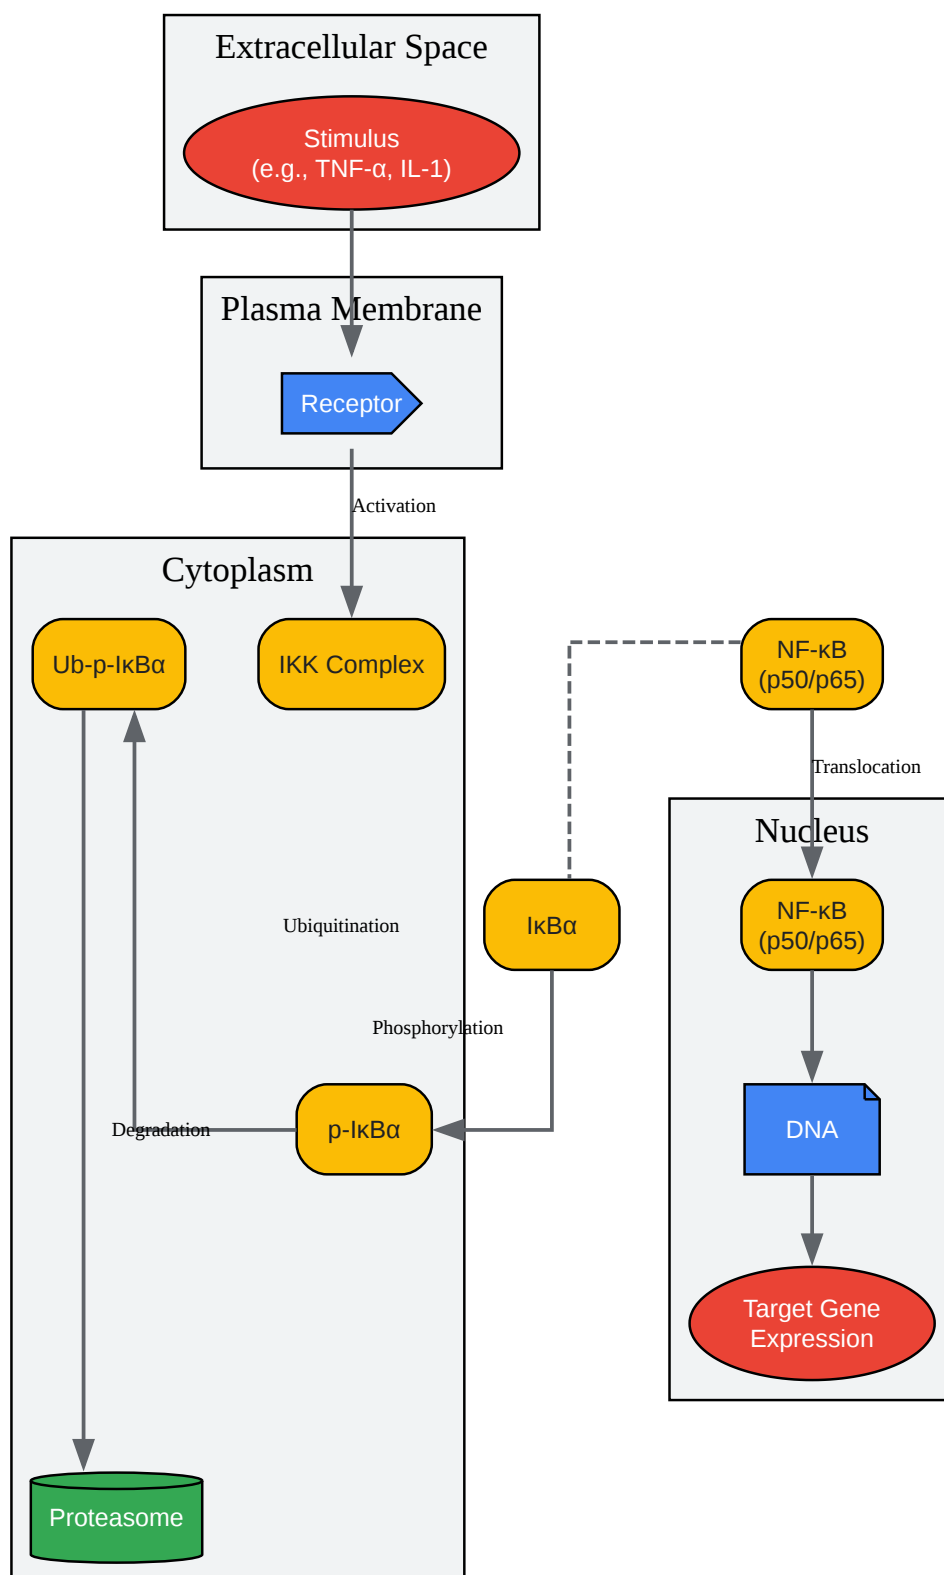 Extracellular Space
Stimulus
(e.g., TNF-α, IL-1)
Plasma Membrane
Receptor
Activation
Cytoplasm
Ub-p-IκBα
IKK Complex
NF-κB
(p50/p65)
Translocation
Nucleus
Ubiquitination
IκBα
NF-κB
(p50/p65)
Phosphorylation
Degradation
p-IκBα
DNA
Target Gene
Expression
Proteasome